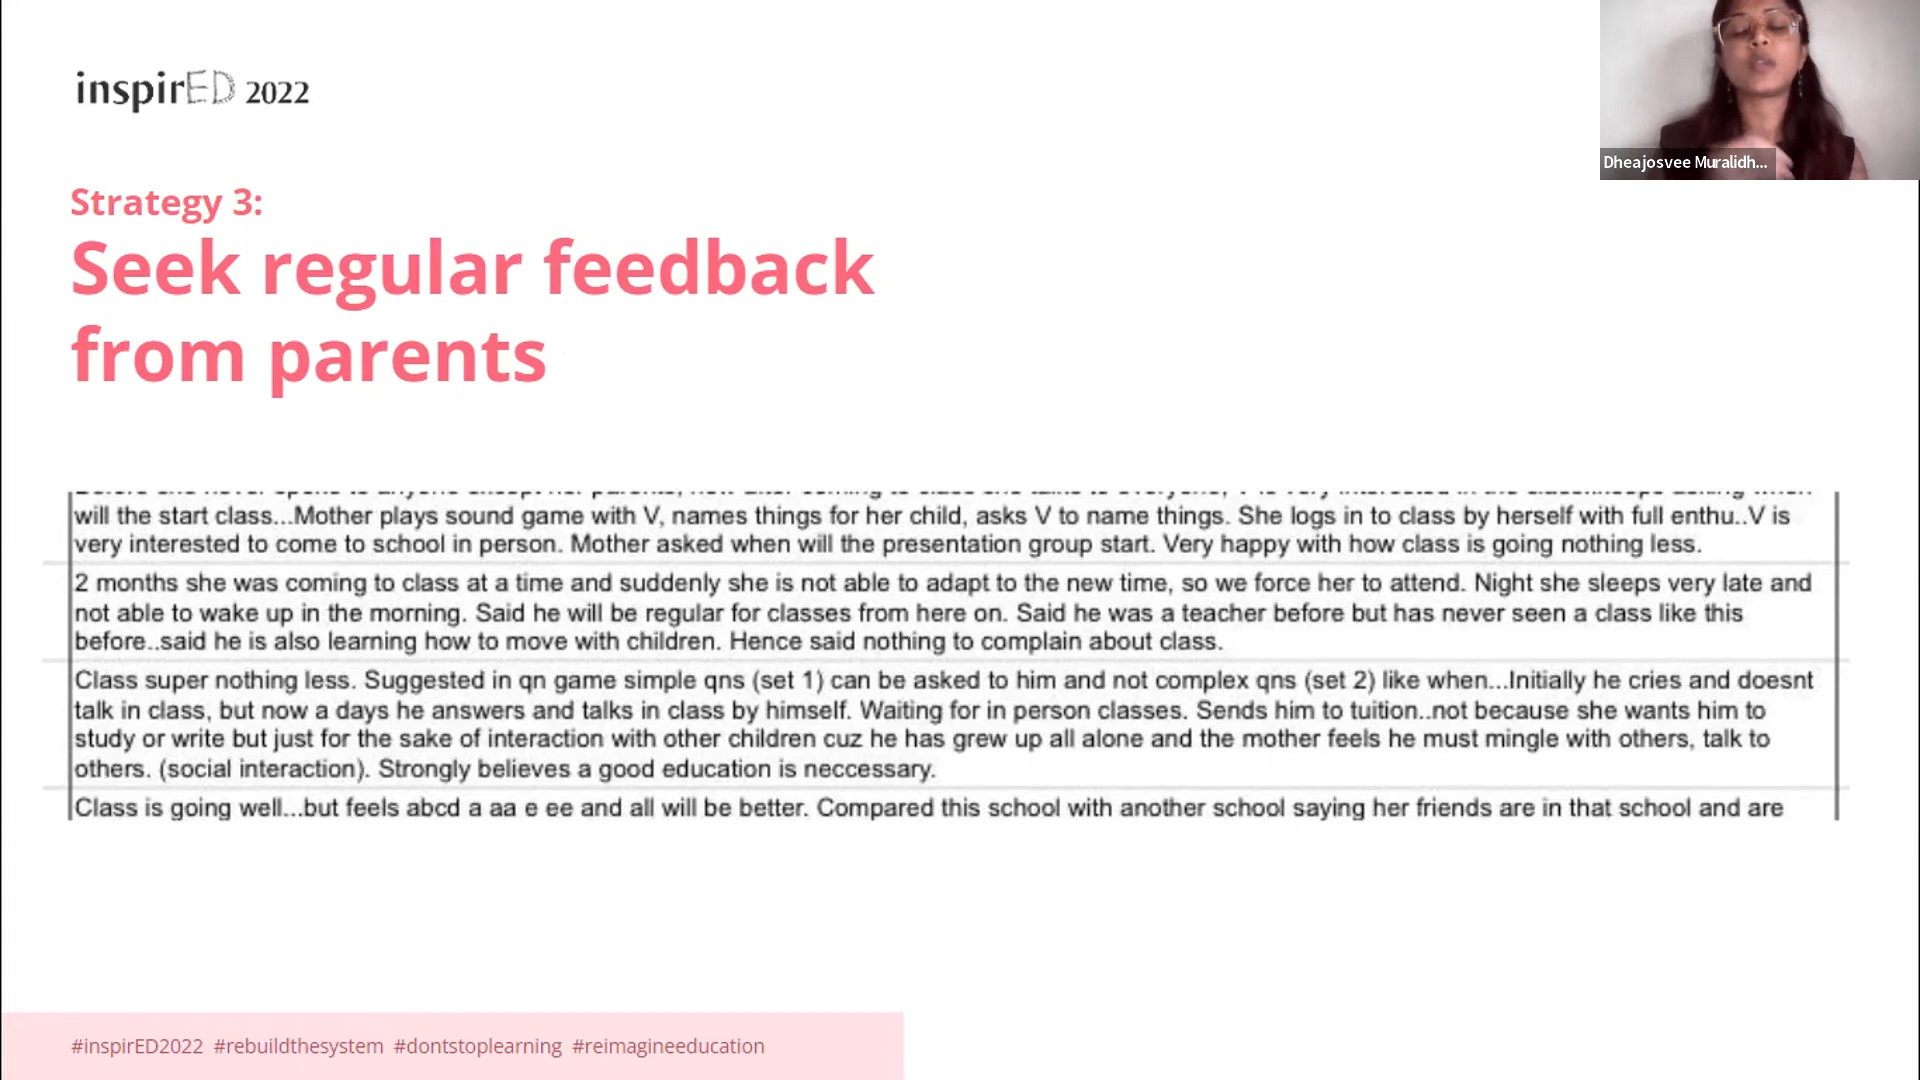 inspirED 2022
Dheajosvee Muralidh...
Strategy 3:
Seek regular feedback
from parents
will the start class...Mother plays sound game with V, names things for her child, asks V to name things. She logs in to class by herself with full enthu..V is
very interested to come to school in person. Mother asked when will the presentation group start. Very happy with how class is going nothing less.
2 months she was coming to class at a time and suddenly she is not able to adapt to the new time, so we force her to attend. Night she sleeps very late and
not able to wake up in the morning. Said he will be regular for classes from here on. Said he was a teacher before but has never seen a class like this
before..said he is also learning how to move with children. Hence said nothing to complain about class.
Class super nothing less. Suggested in qn game simple qns (set 1) can be asked to him and not complex qns (set 2) like when...Initially he cries and doesnt
talk in class, but now a days he answers and talks in class by himself. Waiting for in person classes. Sends him to tuition..not because she wants him to
study or write but just for the sake of interaction with other children cuz he has grew up all alone and the mother feels he must mingle with others, talk to
others. (social interaction). Strongly believes a good education is neccessary.
Class is going well...but feels abcd a aa e ee and all will be better. Compared this school with another school saying her friends are in that school and are
#inspirED2022 #rebuildthesystem #dontstoplearning #reimagineeducation